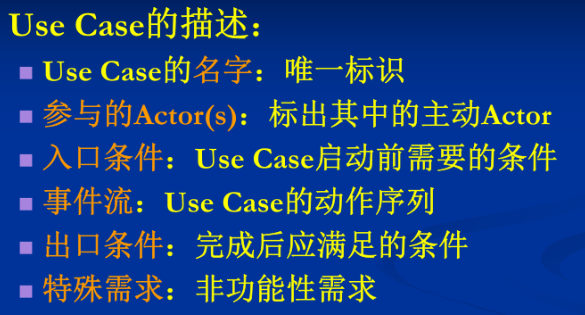 Use Case的描述：
Use Case的名字：唯一标识
参与的Actor(s)：标出其中的主动Actor
入口条件：Use Case启动前需要的条件
事件流：Use Case的动作序列
出口条件：完成后应满足的条件
特殊需求：非功能性需求